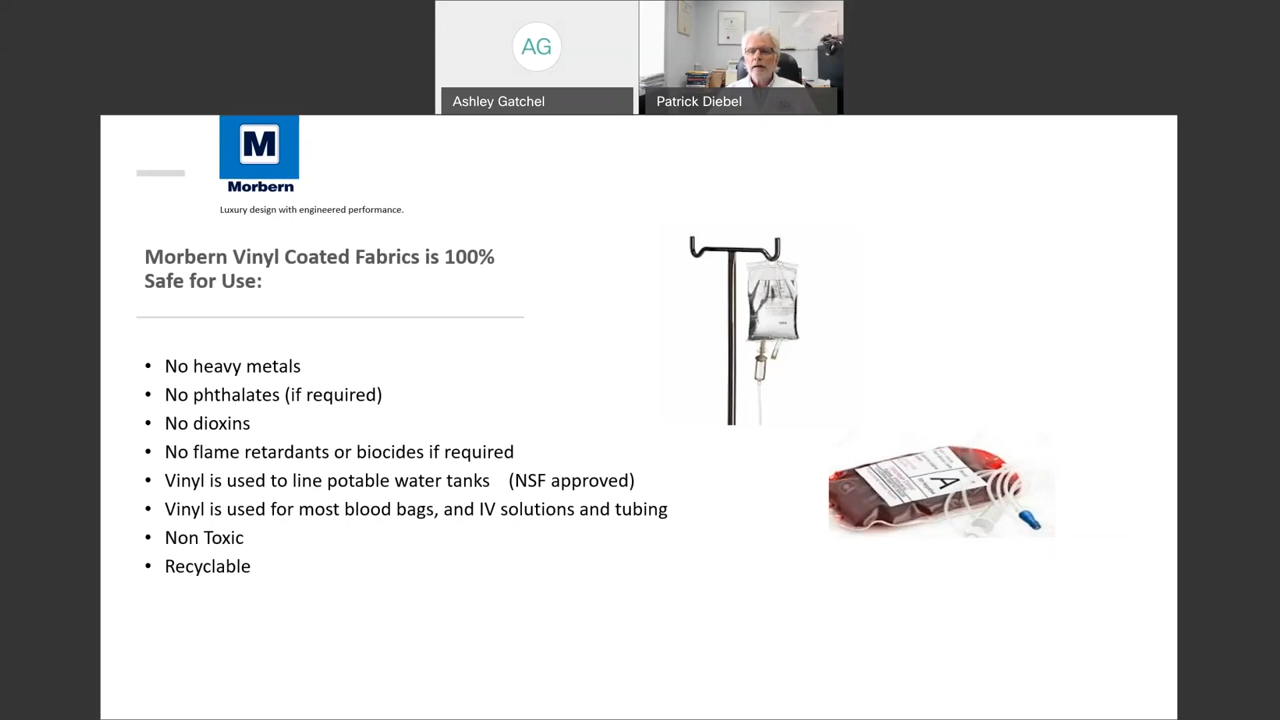 AG
Ashley Gatchel
Patrick Diebel
M
Morbern
Luxury design with engineered performance.
Morbern Vinyl Coated Fabrics is 100%
Safe for Use:
• No heavy metals
• No phthalates (if required)
• No dioxins
• No flame retardants or biocides if required
• Vinyl is used to line potable water tanks (NSF approved)
• Vinyl is used for most blood bags, and IV solutions and tubing
• Non Toxic
• Recyclable
A